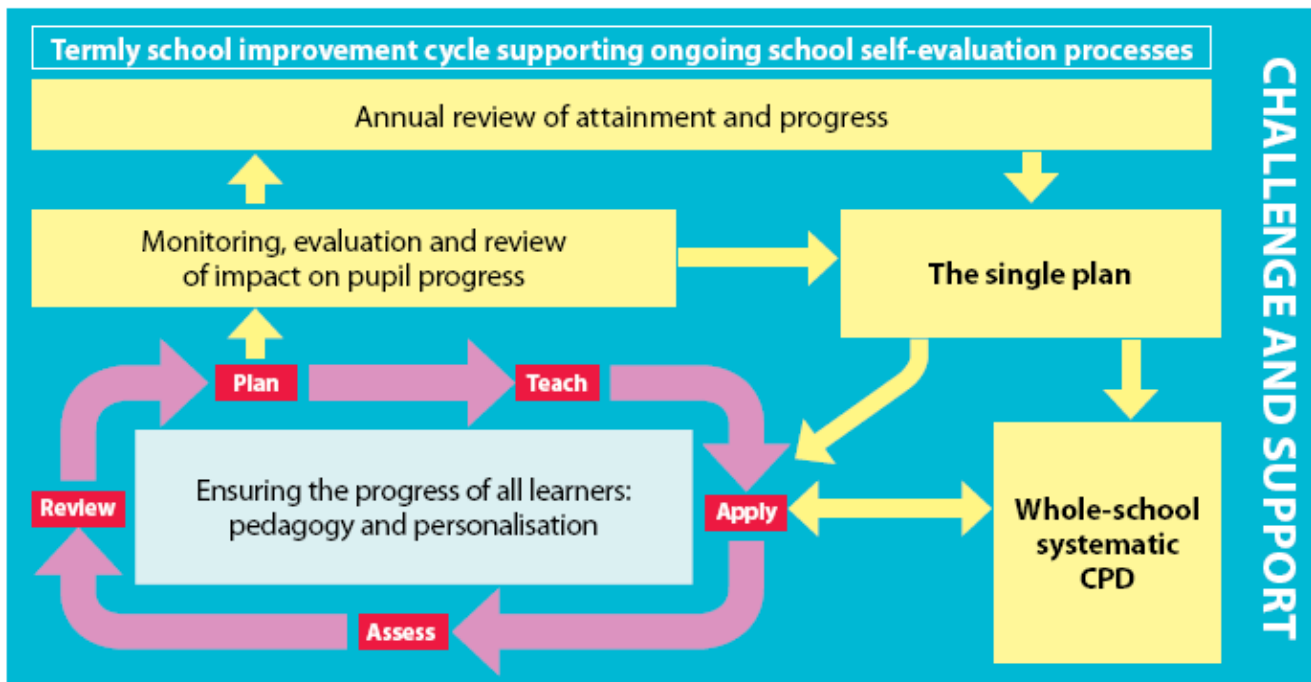 Termly school improvement cycle supporting ongoing school self-evaluation processes
Annual review of attainment and progress
Monitoring, evaluation and review
of impact on pupil progress
The single plan
Plan
Teach
Ensuring the progress of all learners:
pedagogy and personalisation
Review
Apply
Assess
Whole-school
systematic
CPD
CHALLENGE AND SUPPORT